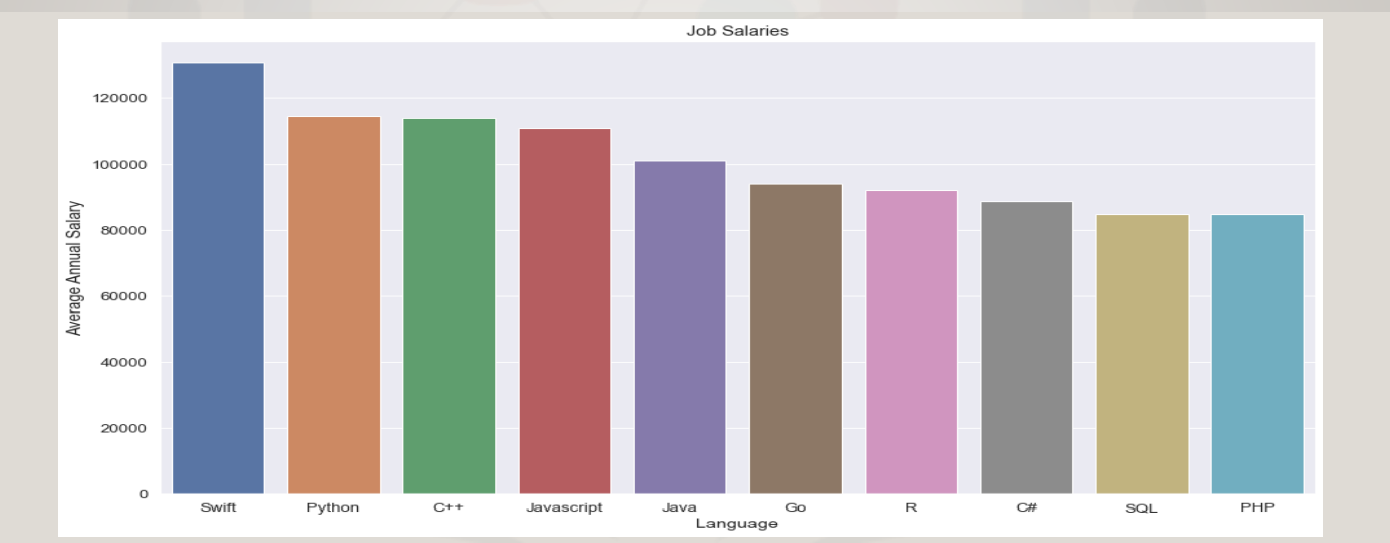 Job Salaries
Average Annual Salary
120000
100000
80000
60000
40000
20000
0
Swift Python C++ Javascript Java Go R C# SQL PHP
Language